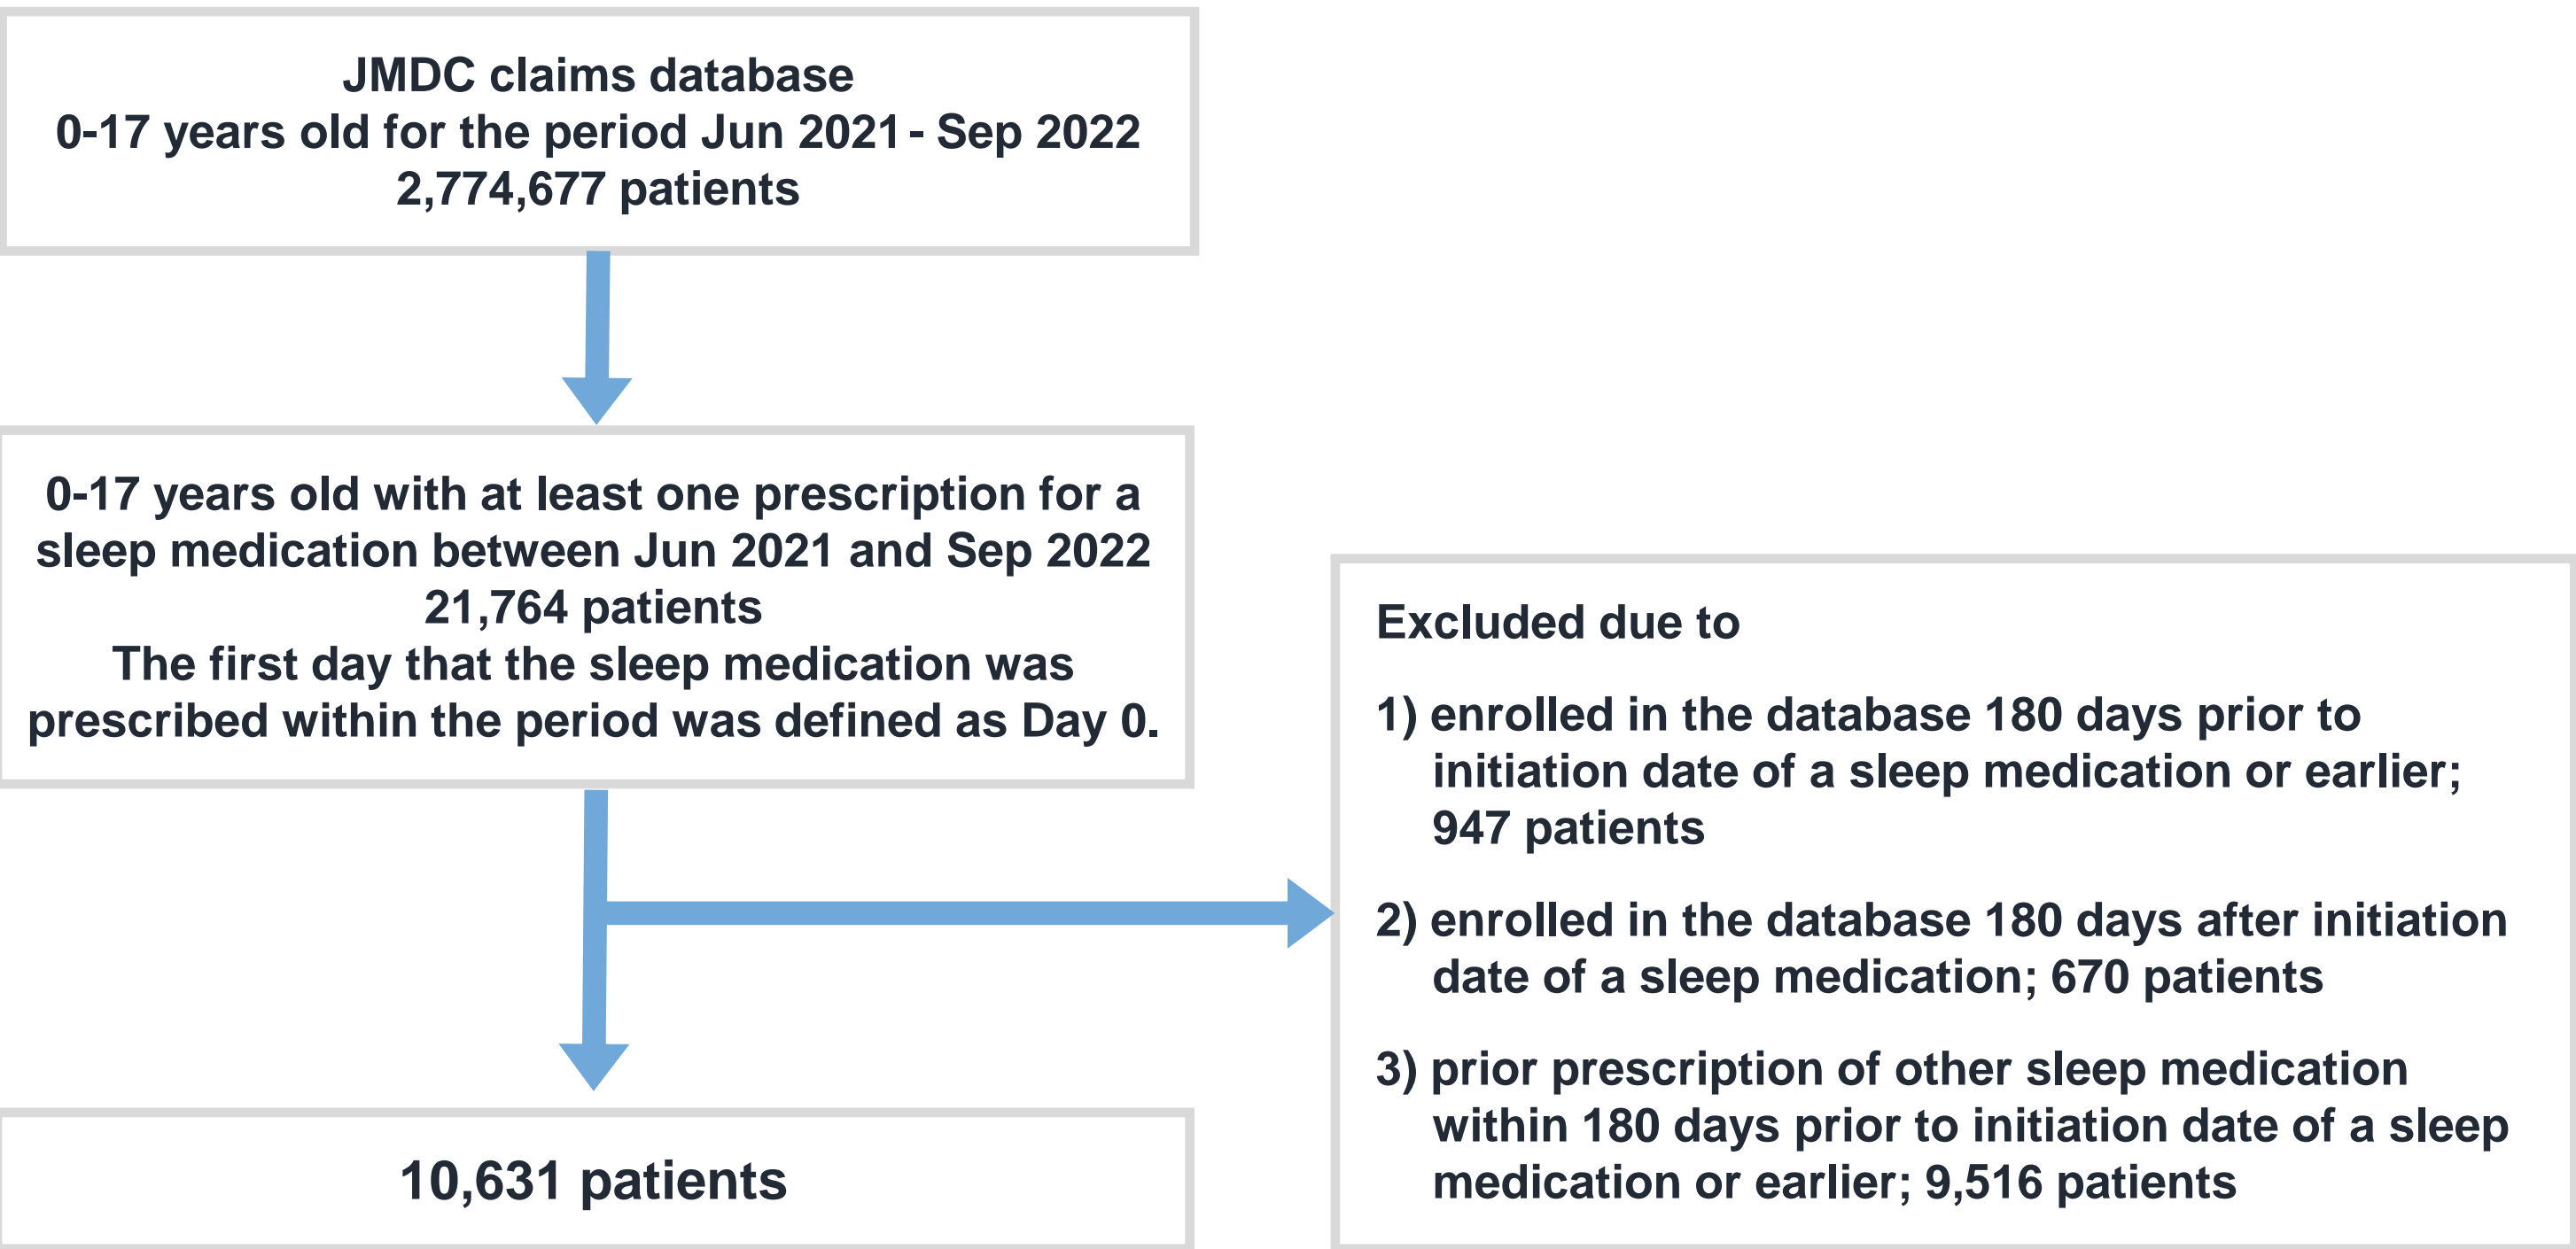 JMDC claims database
0-17 years old for the period Jun 2021 - Sep 2022
2,774,677 patients
0-17 years old with at least one prescription for a
sleep medication between Jun 2021 and Sep 2022
21,764 patients
The first day that the sleep medication was
prescribed within the period was defined as Day 0.
Excluded due to
1) enrolled in the database 180 days prior to
initiation date of a sleep medication or earlier;
947 patients
2) enrolled in the database 180 days after initiation
date of a sleep medication; 670 patients
3) prior prescription of other sleep medication
within 180 days prior to initiation date of a sleep
medication or earlier; 9,516 patients
10,631 patients